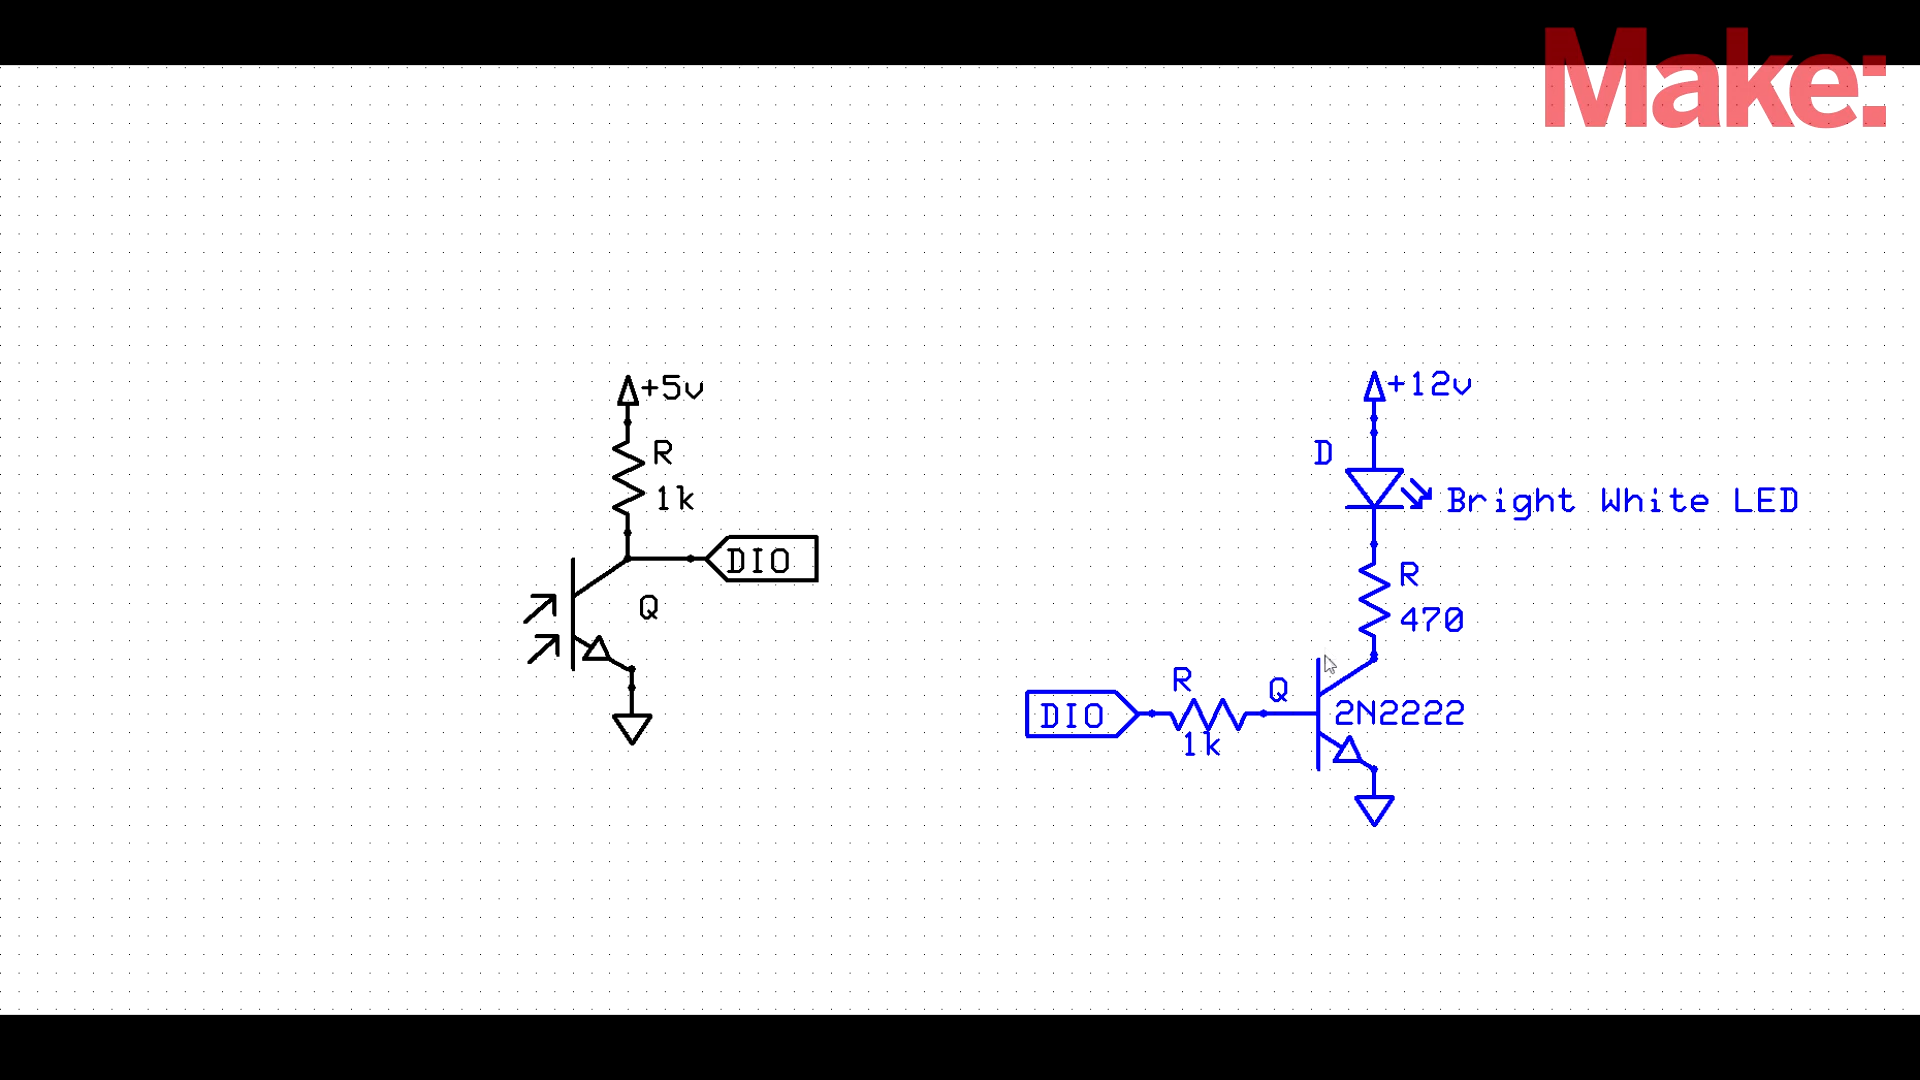 Make:
+5v
R
1k
DIO
Q
+12v
D
Bright White LED
R
470
R
Q
DIO
2N2222
1k